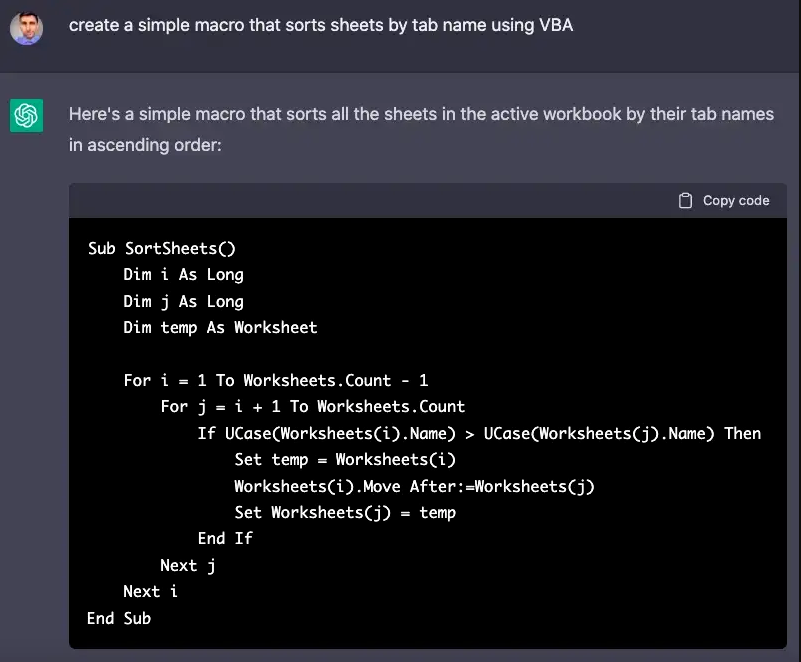 create a simple macro that sorts sheets by tab name using VBA
Here's a simple macro that sorts all the sheets in the active workbook by their tab names
in ascending order:
Copy code
Sub SortSheets()
    Dim i As Long
    Dim j As Long
    Dim temp As Worksheet

    For i = 1 To Worksheets.Count - 1
        For j = i + 1 To Worksheets.Count
            If UCase(Worksheets(i).Name) > UCase(Worksheets(j).Name) Then
                Set temp = Worksheets(i)
                Worksheets(i).Move After:=Worksheets(j)
                Set Worksheets(j) = temp
            End If
        Next j
    Next i
End Sub